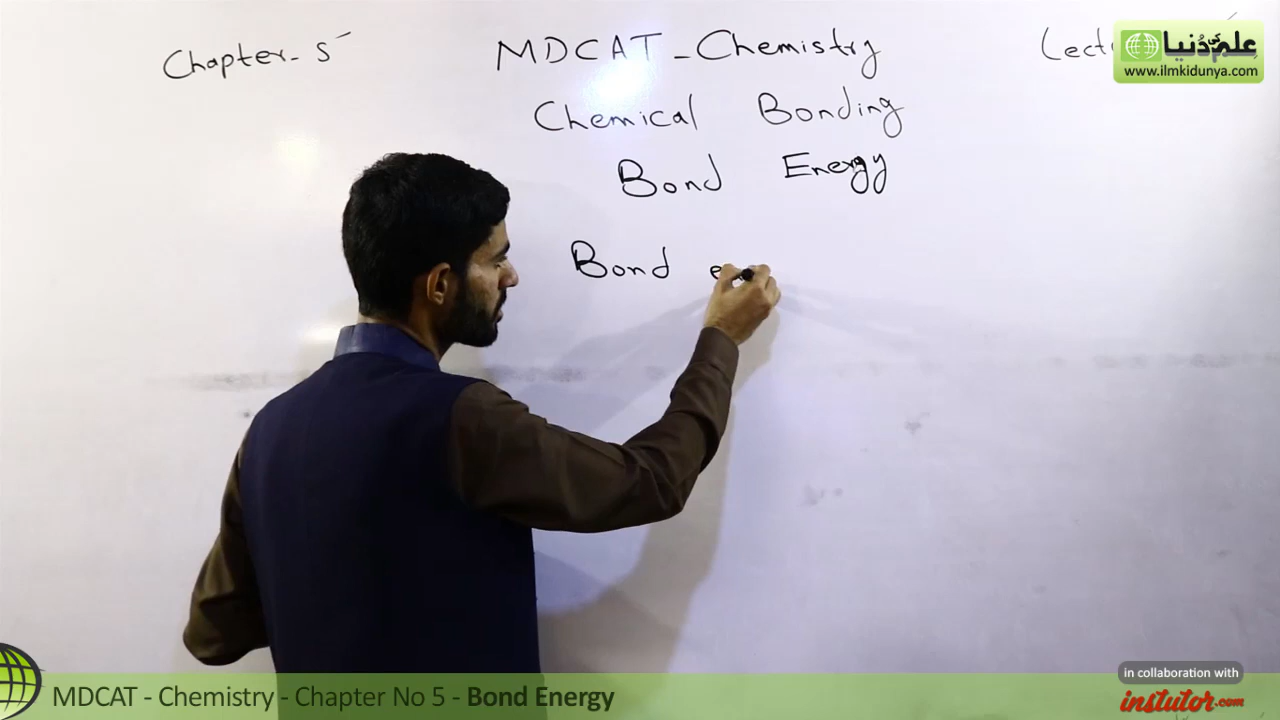 Chapter - 5
MDCAT - Chemistry
Chemical Bonding
Bond Energy
Bond
علم کی دُنیا
www.ilmkidunya.com
in collaboration with
instutor.com
MDCAT - Chemistry - Chapter No 5 - Bond Energy